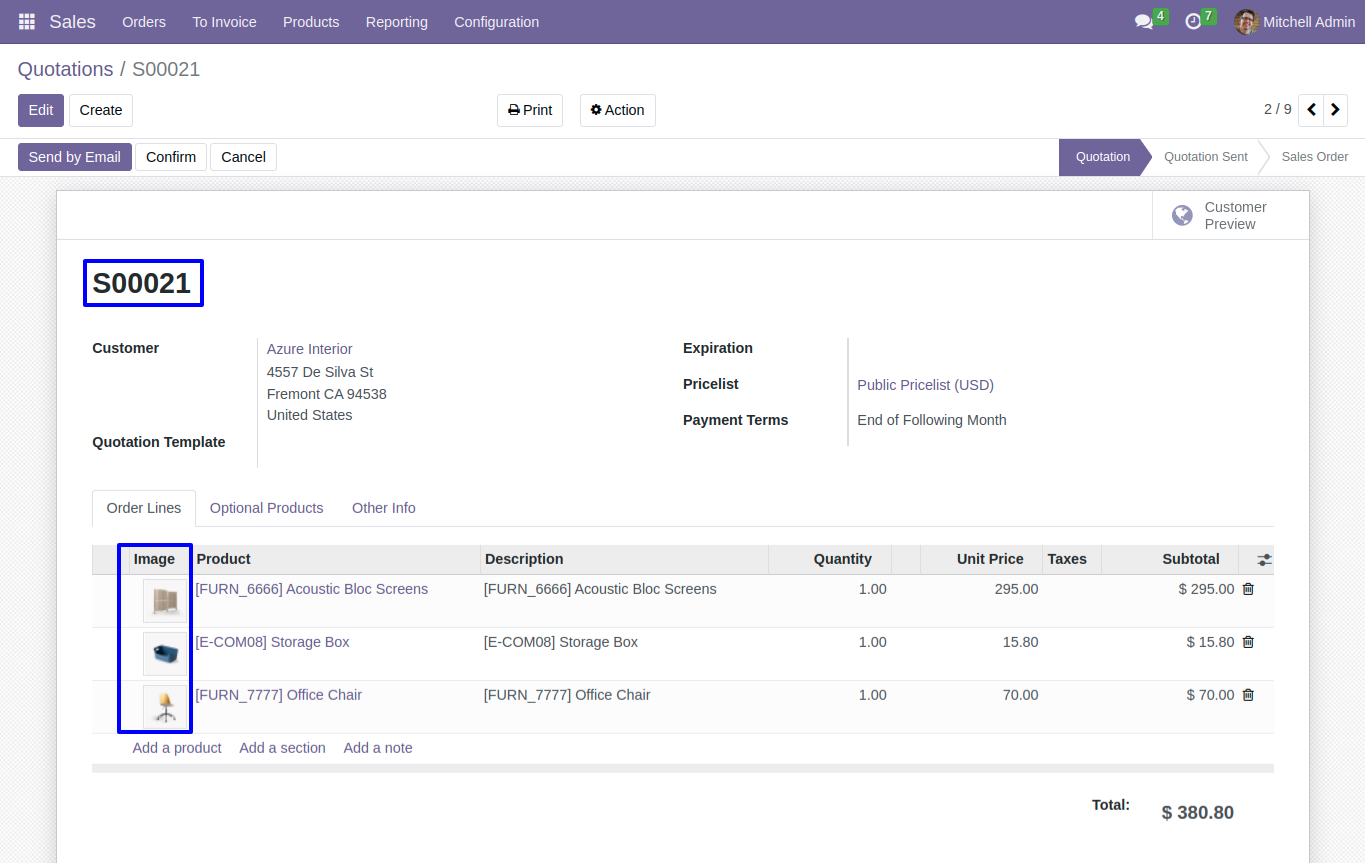 Sales Orders To Invoice Products Reporting Configuration 4 7 Mitchell Admin
Quotations / S00021
Edit Create Print Action 2 / 9
Send by Email Confirm Cancel Quotation Quotation Sent Sales Order
Customer
Preview
S00021
Customer Azure Interior Expiration
4557 De Silva St
Fremont CA 94538 Pricelist Public Pricelist (USD)
United States Payment Terms End of Following Month
Quotation Template
Order Lines Optional Products Other Info
Image Product Description Quantity Unit Price Taxes Subtotal
[FURN_6666] Acoustic Bloc Screens [FURN_6666] Acoustic Bloc Screens 1.00 295.00 $ 295.00
[E-COM08] Storage Box [E-COM08] Storage Box 1.00 15.80 $ 15.80
[FURN_7777] Office Chair [FURN_7777] Office Chair 1.00 70.00 $ 70.00
Add a product Add a section Add a note
Total: $ 380.80